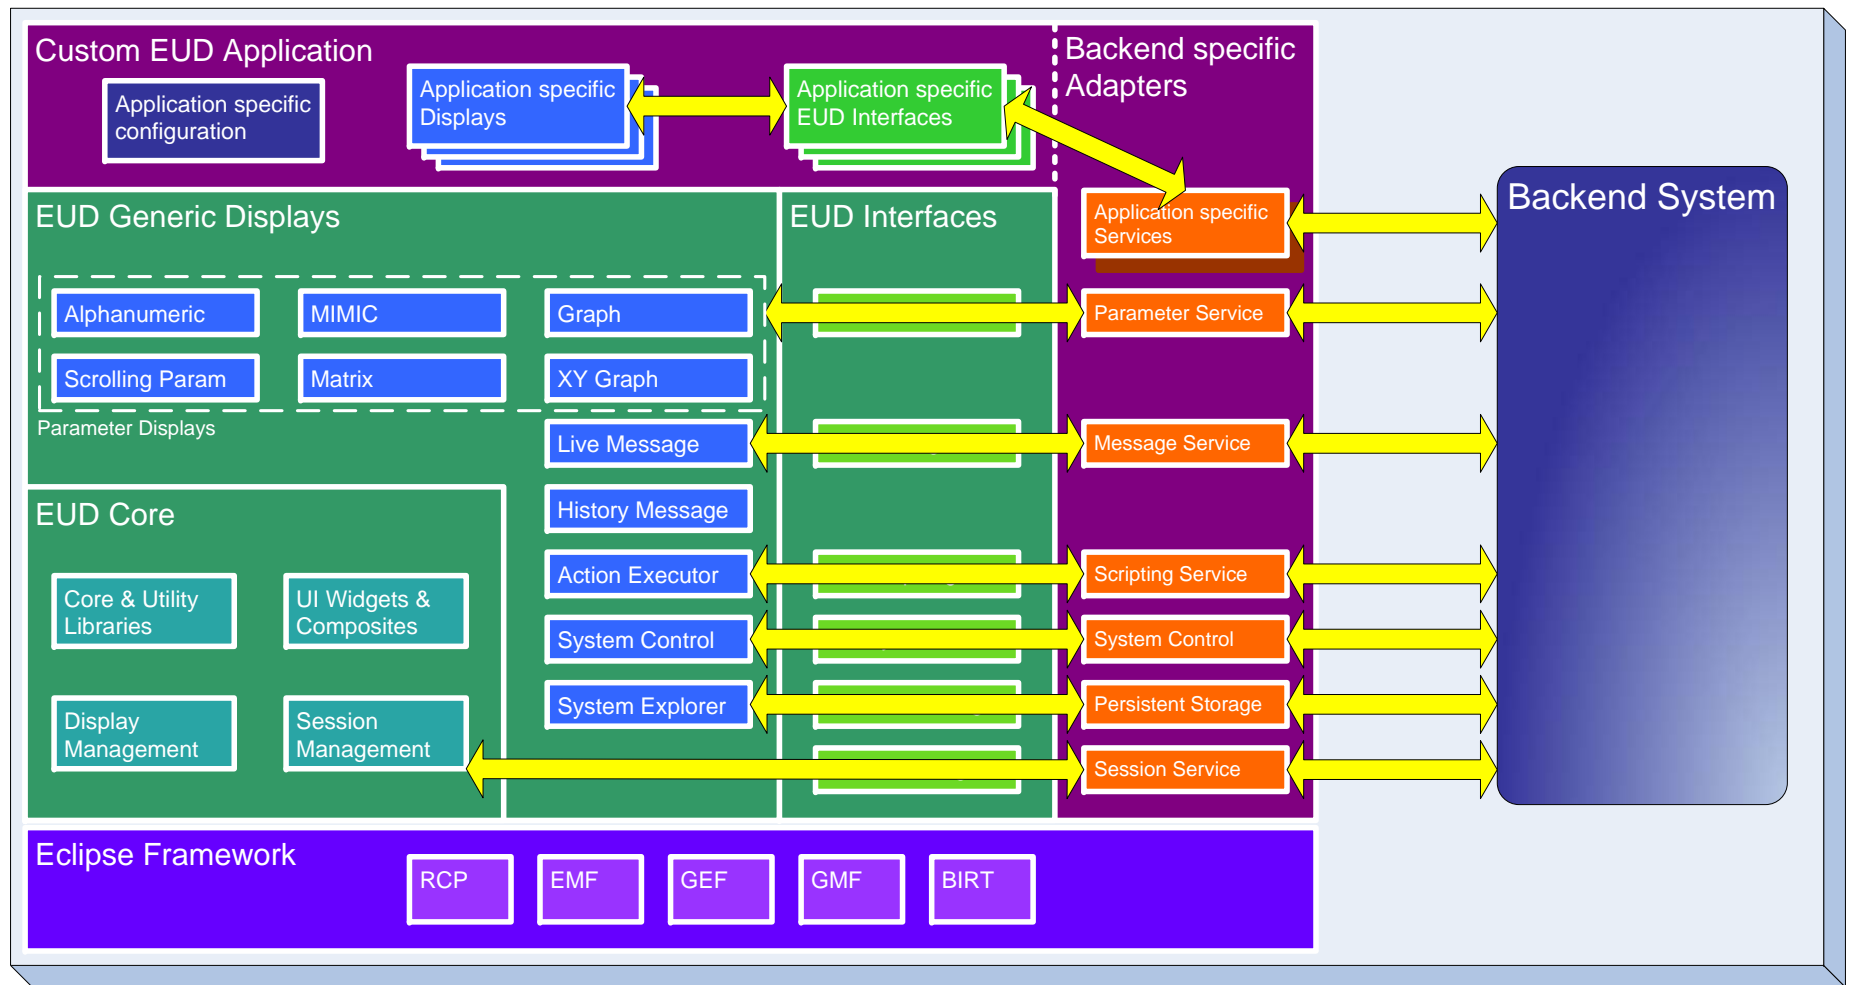 Custom EUD Application
Backend specific
Adapters
Application specific
configuration
Application specific
Displays
Application specific
EUD Interfaces
Backend System
EUD Generic Displays
EUD Interfaces
Application specific
Services
Alphanumeric
MIMIC
Graph
Parameter Service
Scrolling Param
Matrix
XY Graph
Parameter Displays
Live Message
Message Service
EUD Core
History Message
Action Executor
Scripting Service
Core & Utility
Libraries
UI Widgets &
Composites
System Control
System Control
System Explorer
Persistent Storage
Display
Management
Session
Management
Session Service
Eclipse Framework
RCP
EMF
GEF
GMF
BIRT